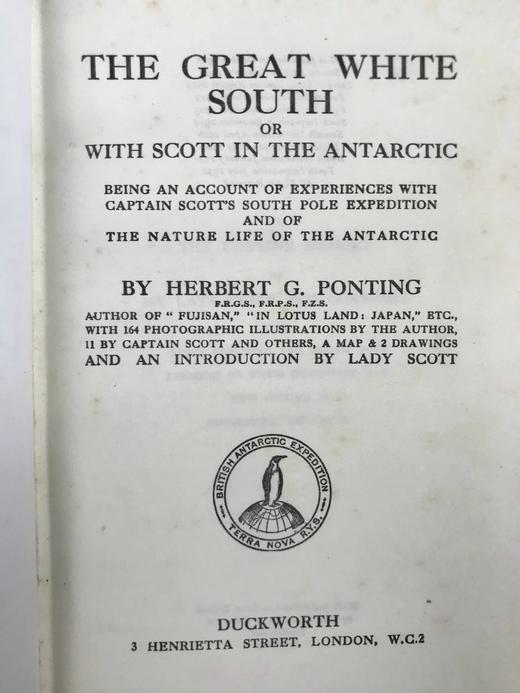 THE GREAT WHITE
SOUTH
OR
WITH SCOTT IN THE ANTARCTIC
BEING AN ACCOUNT OF EXPERIENCES WITH
CAPTAIN SCOTT'S SOUTH POLE EXPEDITION
AND OF
THE NATURE LIFE OF THE ANTARCTIC
BY HERBERT G. PONTING
F.R.G.S., F.R.P.S., F.Z.S.
AUTHOR OF "FUJISAN," "IN LOTUS LAND: JAPAN," ETC.,
WITH 164 PHOTOGRAPHIC ILLUSTRATIONS BY THE AUTHOR,
11 BY CAPTAIN SCOTT AND OTHERS, A MAP & 2 DRAWINGS
AND AN INTRODUCTION BY LADY SCOTT
BRITISH ANTARCTIC EXPEDITION
TERRA NOVA R.Y.S.
DUCKWORTH
3 HENRIETTA STREET, LONDON, W.C.2